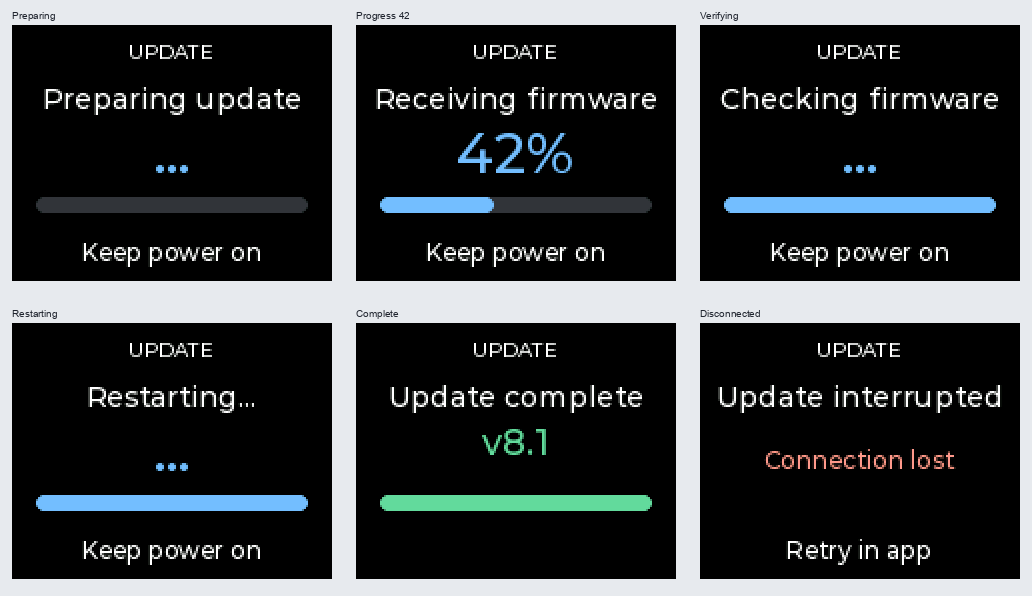 Preparing
UPDATE
Preparing update
...
Keep power on
Progress 42
UPDATE
Receiving firmware
42%
Keep power on
Verifying
UPDATE
Checking firmware
...
Keep power on
Restarting
UPDATE
Restarting...
...
Keep power on
Complete
UPDATE
Update complete
v8.1
Disconnected
UPDATE
Update interrupted
Connection lost
Retry in app